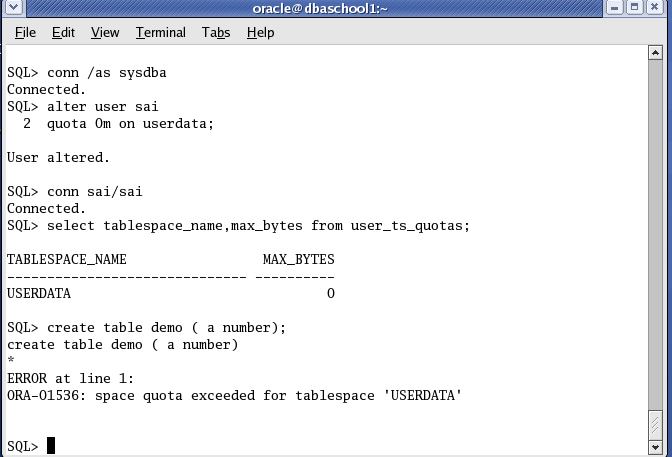 oracle@dbaschool1:~
File Edit View Terminal Tabs Help
SQL> conn /as sysdba
Connected.
SQL> alter user sai
  2  quota 0m on userdata;
User altered.
SQL> conn sai/sai
Connected.
SQL> select tablespace_name,max_bytes from user_ts_quotas;
TABLESPACE_NAME                 MAX_BYTES
------------------------------ ----------
USERDATA                                0
SQL> create table demo ( a number);
create table demo ( a number)
*
ERROR at line 1:
ORA-01536: space quota exceeded for tablespace 'USERDATA'
SQL>